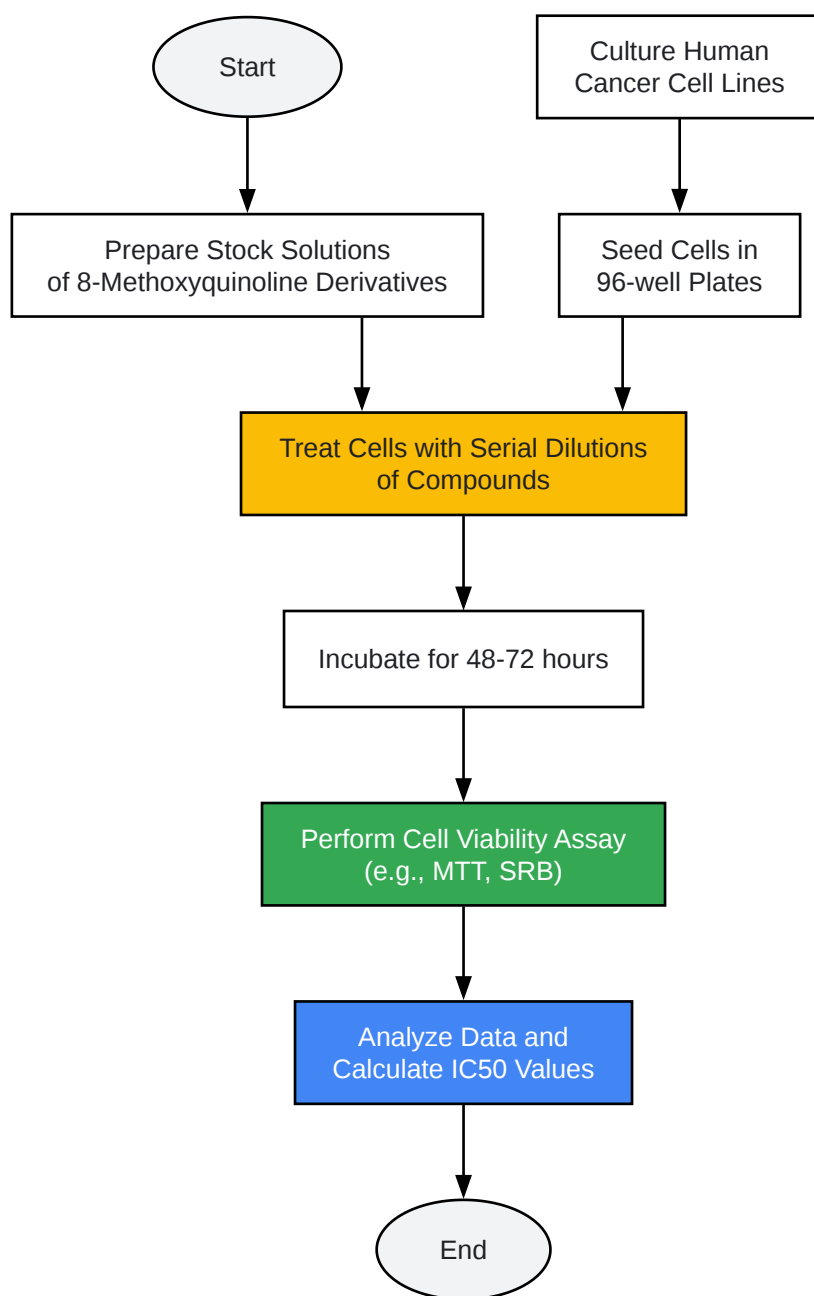 Start
Culture Human
Cancer Cell Lines
Prepare Stock Solutions
of 8-Methoxyquinoline Derivatives
Seed Cells in
96-well Plates
Treat Cells with Serial Dilutions
of Compounds
Incubate for 48-72 hours
Perform Cell Viability Assay
(e.g., MTT, SRB)
Analyze Data and
Calculate IC50 Values
End